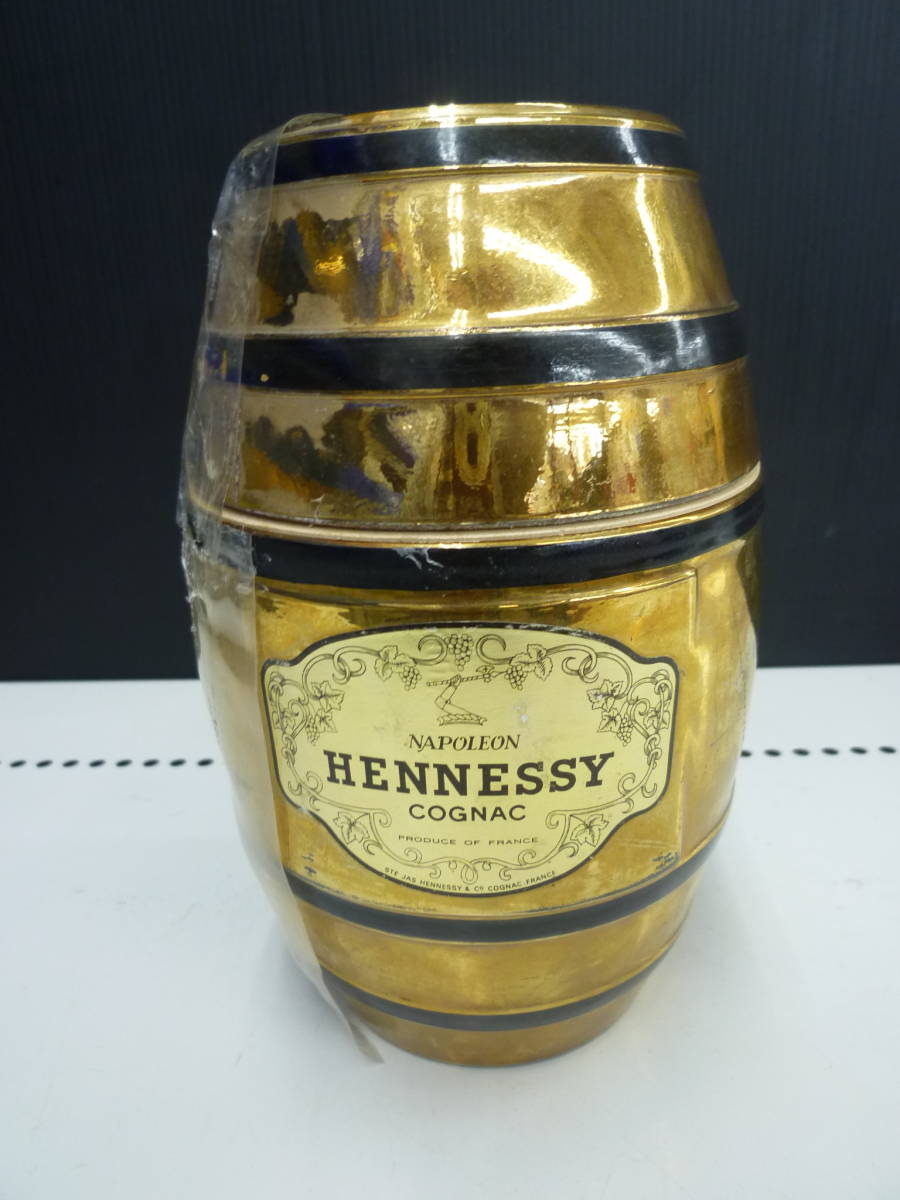 NAPOLEON
HENNESSY
COGNAC
PRODUCE OF FRANCE
STE JAS HENNESSY & Co COGNAC FRANCE